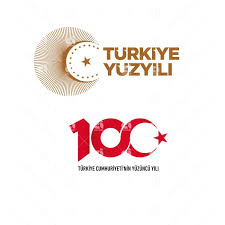 TÜRKİYE
YÜZYILI
100
TÜRKİYE CUMHURİYETİ'NİN YÜZÜNCÜ YILI